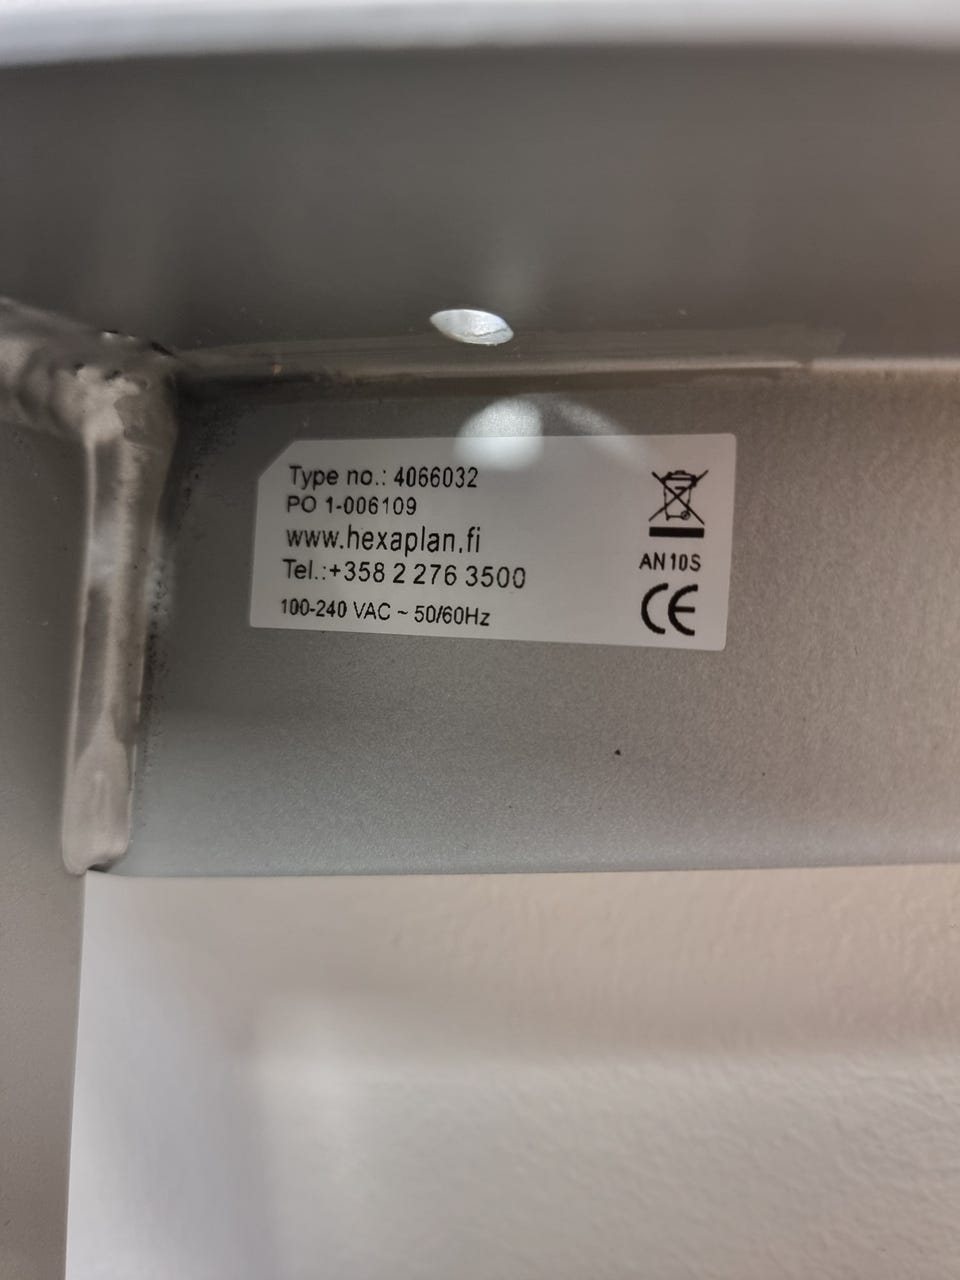 Type no.: 4066032
PO 1-006109
www.hexaplan.fi
Tel.:+358 2 276 3500
100-240 VAC ~ 50/60Hz
AN10S
CE